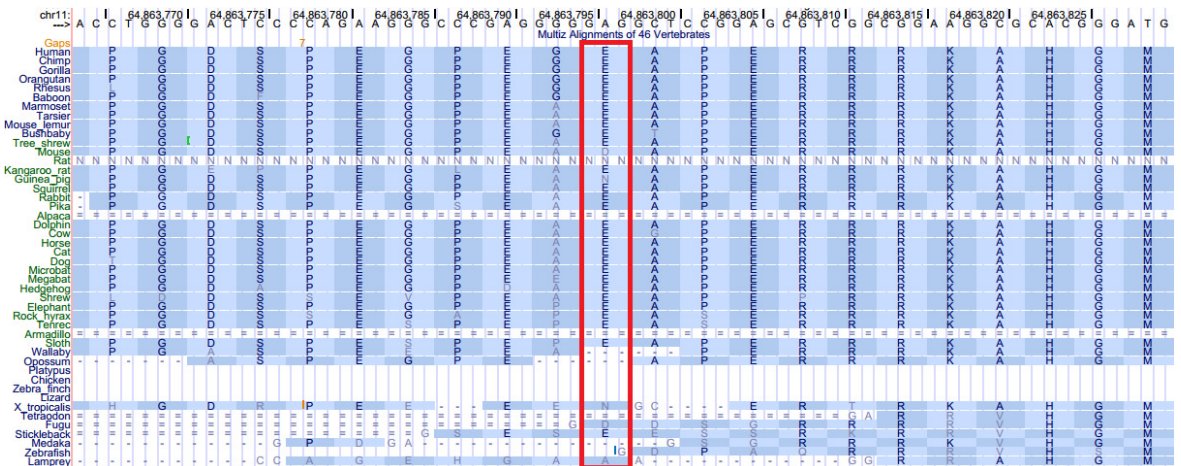 chr11: 64,863,770 64,863,775 64,863,780 64,863,785 64,863,790 64,863,795 64,863,800 64,863,805 64,863,810 64,863,815 64,863,820 64,863,825
---> A C C T G G G G A C T C C C C A G A A G G G C C C G A G G G G G A G G C T C C G G A G C G T C G G C G G A A G G C G C A C G G G A T G
Multiz Alignments of 46 Vertebrates
Gaps 7
Human P G D S P E G P E G E A P E R R R K A H G M
Chimp P G D S P E G P E G E A P E R R R K A H G M
Gorilla P G D S P E G P E G E A P E R R R K A H G M
Orangutan P G D S P E G P E G E A P E R R R K A H G M
Rhesus G D S P E G P E G E A P E R R R K A H G M
Baboon P G D P E G P E G E A P E R R R K A H G M
Marmoset P G D S P E G P E A E A P E R R R K A H G M
Tarsier P G D S P E G P E A E A P E R R R K A H G M
Mouse_lemur P G D S P E G P E A E A P E R R R K A H G M
Bushbaby P G D S P E G P E G E T P E R R R K A H G M
Tree_shrew P G D S P E G P E A E A P E R R R K A H G M
Mouse P G D S P E G P E A D A P E R R R K A H G M
Rat N N N N N N N N N N N N N N N N N N N N N N N N N N N N N N N N N N N N N N N N N N N N N N N N N N N N N N N N N N N N N N N N N N N
Kangaroo_rat P G E P P E G L E A E A P E R R R K A H G M
Guinea_pig P G D S P E G P E A N A P E R R R K A H G M
Squirrel P G D S P E G P E A E A P E R R R K A H G M
Rabbit - P G D S P E G P E A E A P E R R R K A H G M
Pika - P G D S P E G S E A E A P E R R R K A H G M
Alpaca = = = = = = = = = = = = = = = = = = = = = = = = = = = = = = = = = = = = = = = = = = = = = = = = = = = = = = = = = = = = = = = = = = =
Dolphin P G D S P E G P E A E A P E R R R K A H G M
Cow P G D S P E G P E A E G P E R R R K A H G M
Horse P G D S P E G P E A E A P E R R R K A H G M
Cat P G D S P E G P E A E A P E R R R K A H G M
Dog T G D S P E G P E A E A P E R R R K A H G M
Microbat P G D S P E G P E A E A P E R R R K A H G M
Megabat P G D S P E G P E E E A P E R R R K A H G M
Hedgehog P G D A P E G P D A E A P E R R R K A H G M
Shrew L D D S S E V P E A E A P E P R R K A H G M
Elephant P G D S P E G P E P E A P E R R R K A H G M
Rock_hyrax P G D S S E G A E P E A S E R R R K A H G M
Tenrec P G D S P E S P E P E A S E R R R K A H G M
Armadillo = = = = = = = = = = = = = = = = = = = = = = = = = = = = = = = = = = = = = = = = = = = = = = = = = = = = = = = = = = = = = = = = = = =
Sloth P G D S P E S P E P E A P E R R R K A H G M
Wallaby P G A S P E P E A - - - - - - P E R R R K A H G M
Opossum - - - - - - - A S P E G P E - - - - - - A P E R R R K A H G M
Platypus
Chicken
Zebra_finch
Lizard
X_tropicalis H G D R P E E - - - E E N G C - - - - E R T R K A H G M
Tetraodon = = = = = = = = = = = = = = = = = = = = = = = = = = = = = = = = = = = = = = = = = = = = = = = G A R R V H G M
Fugu = = = = = = = = = = = = = = = = = = = = = = = = = = = = = = G D D S G R R R R V H G M
Stickleback = = = = = = = = = = = = = = = = = = = = = G S E S E E S S R R R R V H G M
Medaka - - - - - - - - - - - - G P D G A - - - - - - - - - - - - - - G S G R R R K V H G M
Zebrafish G D P A Q R R R V H S M
Lamprey - - - - - - - - - - - C C A G E H G A A A - - - - - - - - - - - - G G R R A H G M